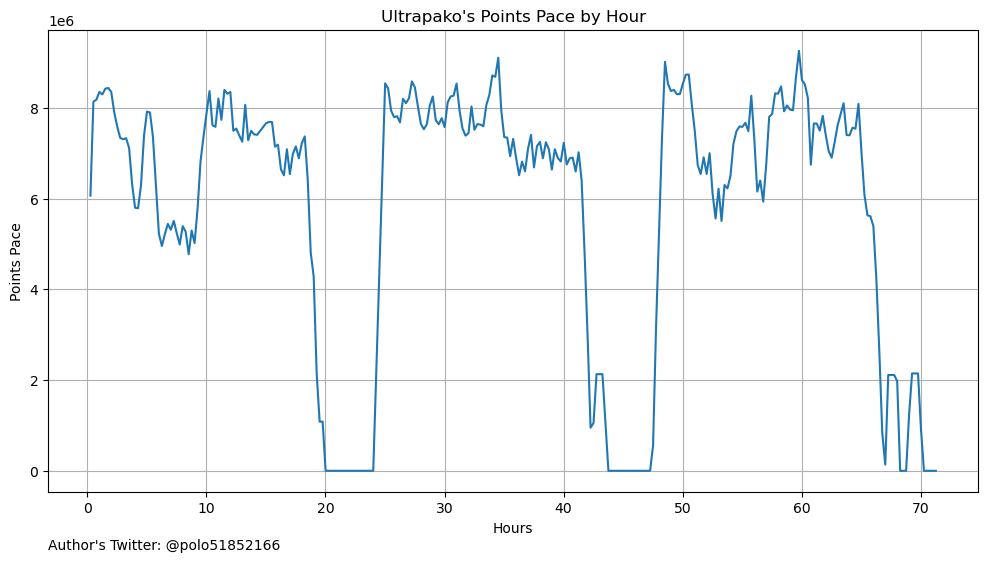 Ultrapako's Points Pace by Hour
1e6
8
6
4
2
0
Points Pace
0 10 20 30 40 50 60 70
Hours
Author's Twitter: @polo51852166